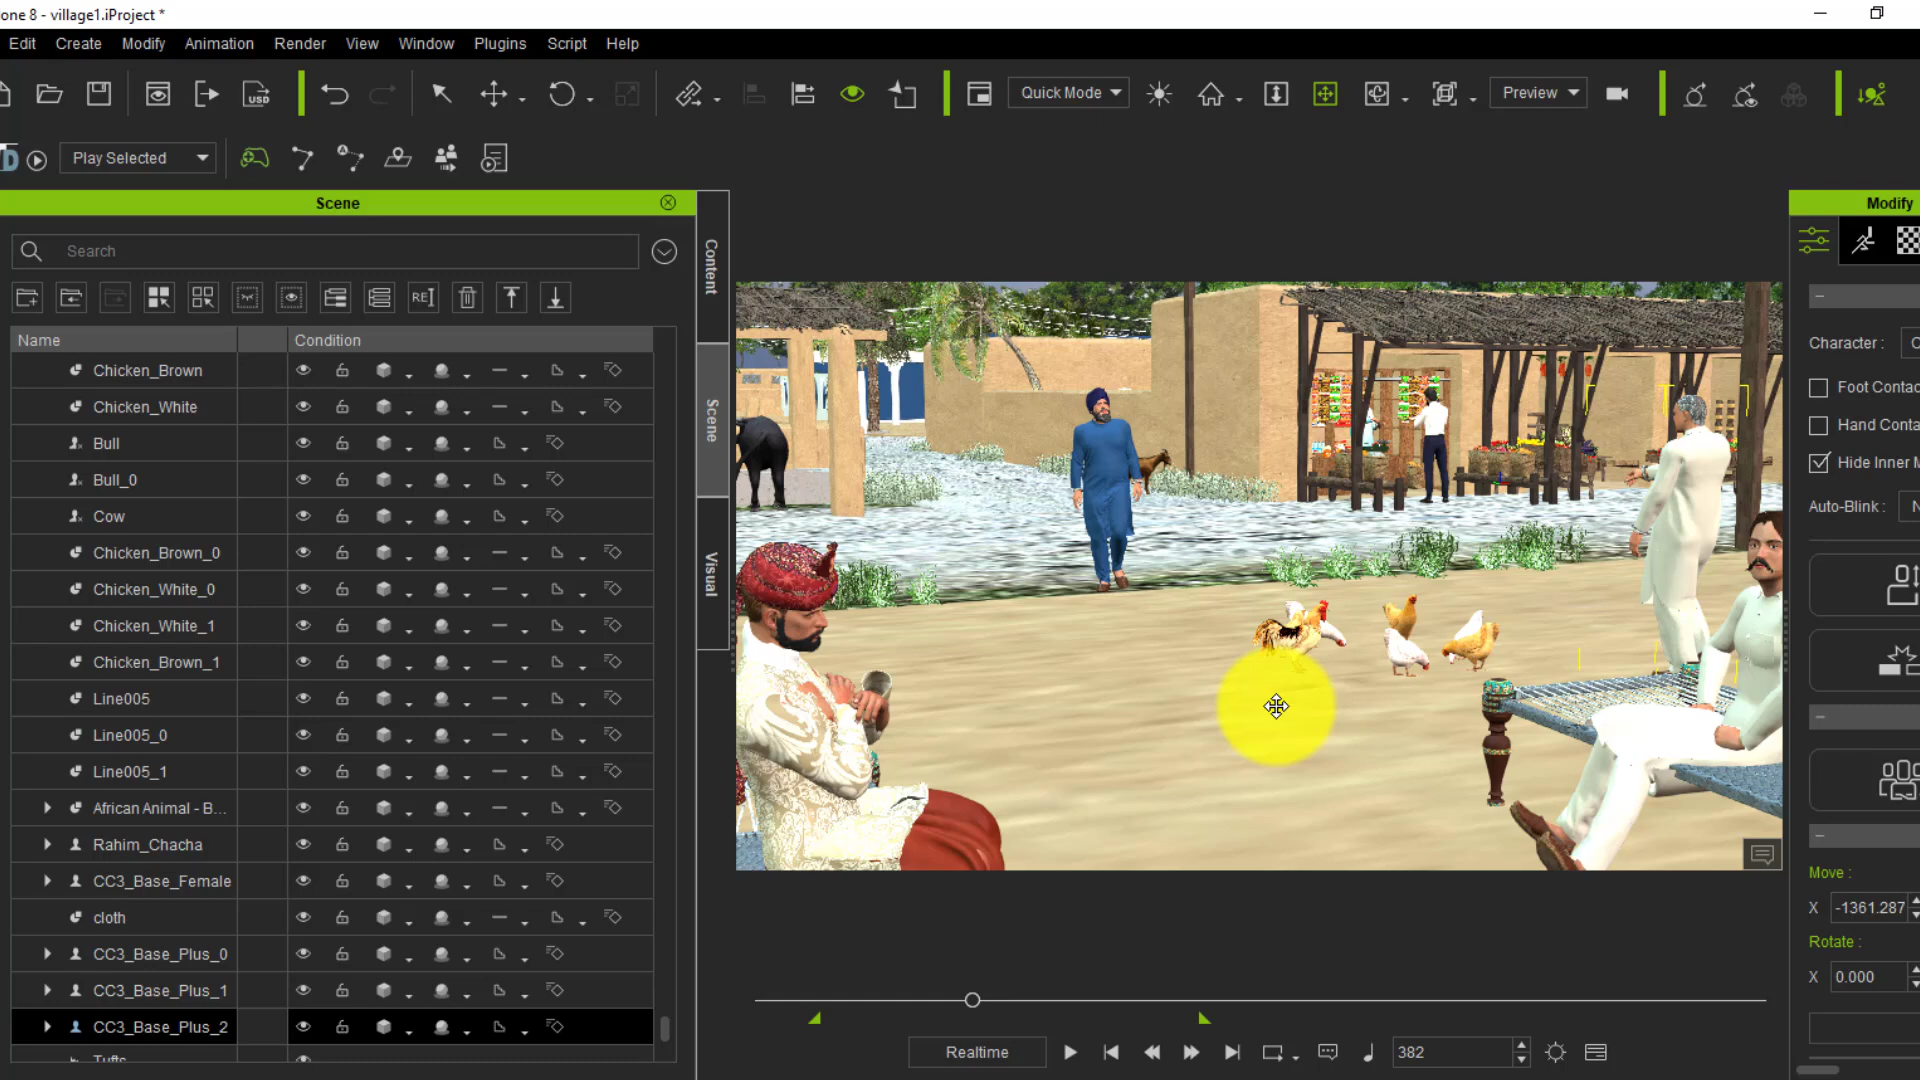 one 8 - village1.iProject *
Edit Create Modify Animation Render View Window Plugins Script Help
USD
Quick Mode
Preview
D
Play Selected
Scene
Modify
Search
RE
Content
Scene
Visual
Name Condition
Chicken_Brown
Chicken_White
Bull
Bull_0
Cow
Chicken_Brown_0
Chicken_White_0
Chicken_White_1
Chicken_Brown_1
Line005
Line005_0
Line005_1
African Animal - B...
Rahim_Chacha
CC3_Base_Female
cloth
CC3_Base_Plus_0
CC3_Base_Plus_1
CC3_Base_Plus_2
Tufts
Character :
Foot Contac
Hand Conta
Hide Inner M
Auto-Blink : N
Move :
X -1361.287
Rotate :
X 0.000
Realtime
382